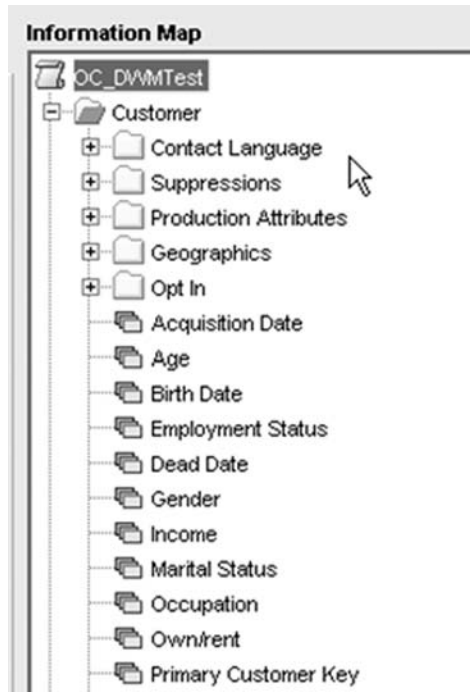 Information Map
OC_DWMTest
Customer
Contact Language
Suppressions
Production Attributes
Geographics
Opt In
Acquisition Date
Age
Birth Date
Employment Status
Dead Date
Gender
Income
Marital Status
Occupation
Own/rent
Primary Customer Key